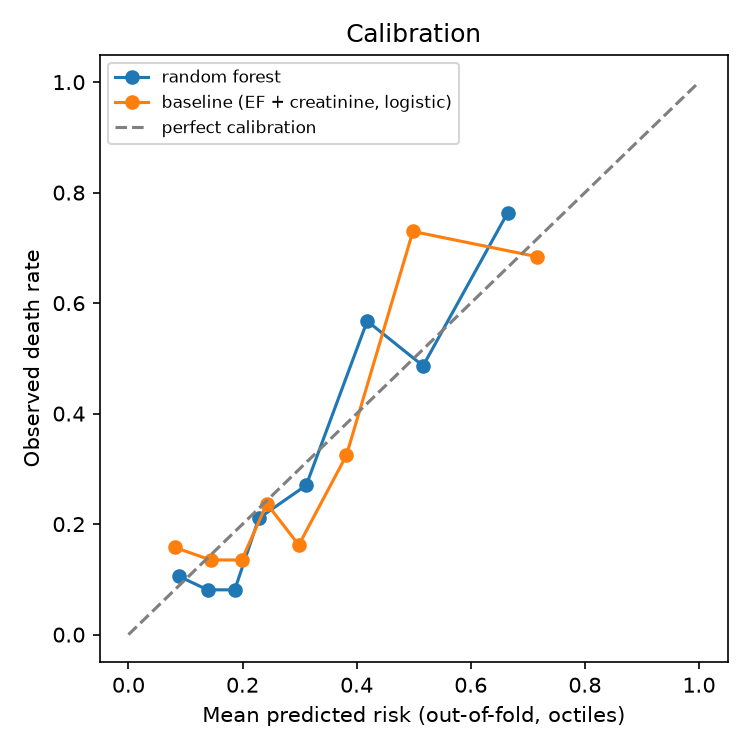 Calibration
random forest
baseline (EF + creatinine, logistic)
perfect calibration
1.0
0.8
0.6
0.4
0.2
0.0
Observed death rate
0.0 0.2 0.4 0.6 0.8 1.0
Mean predicted risk (out-of-fold, octiles)